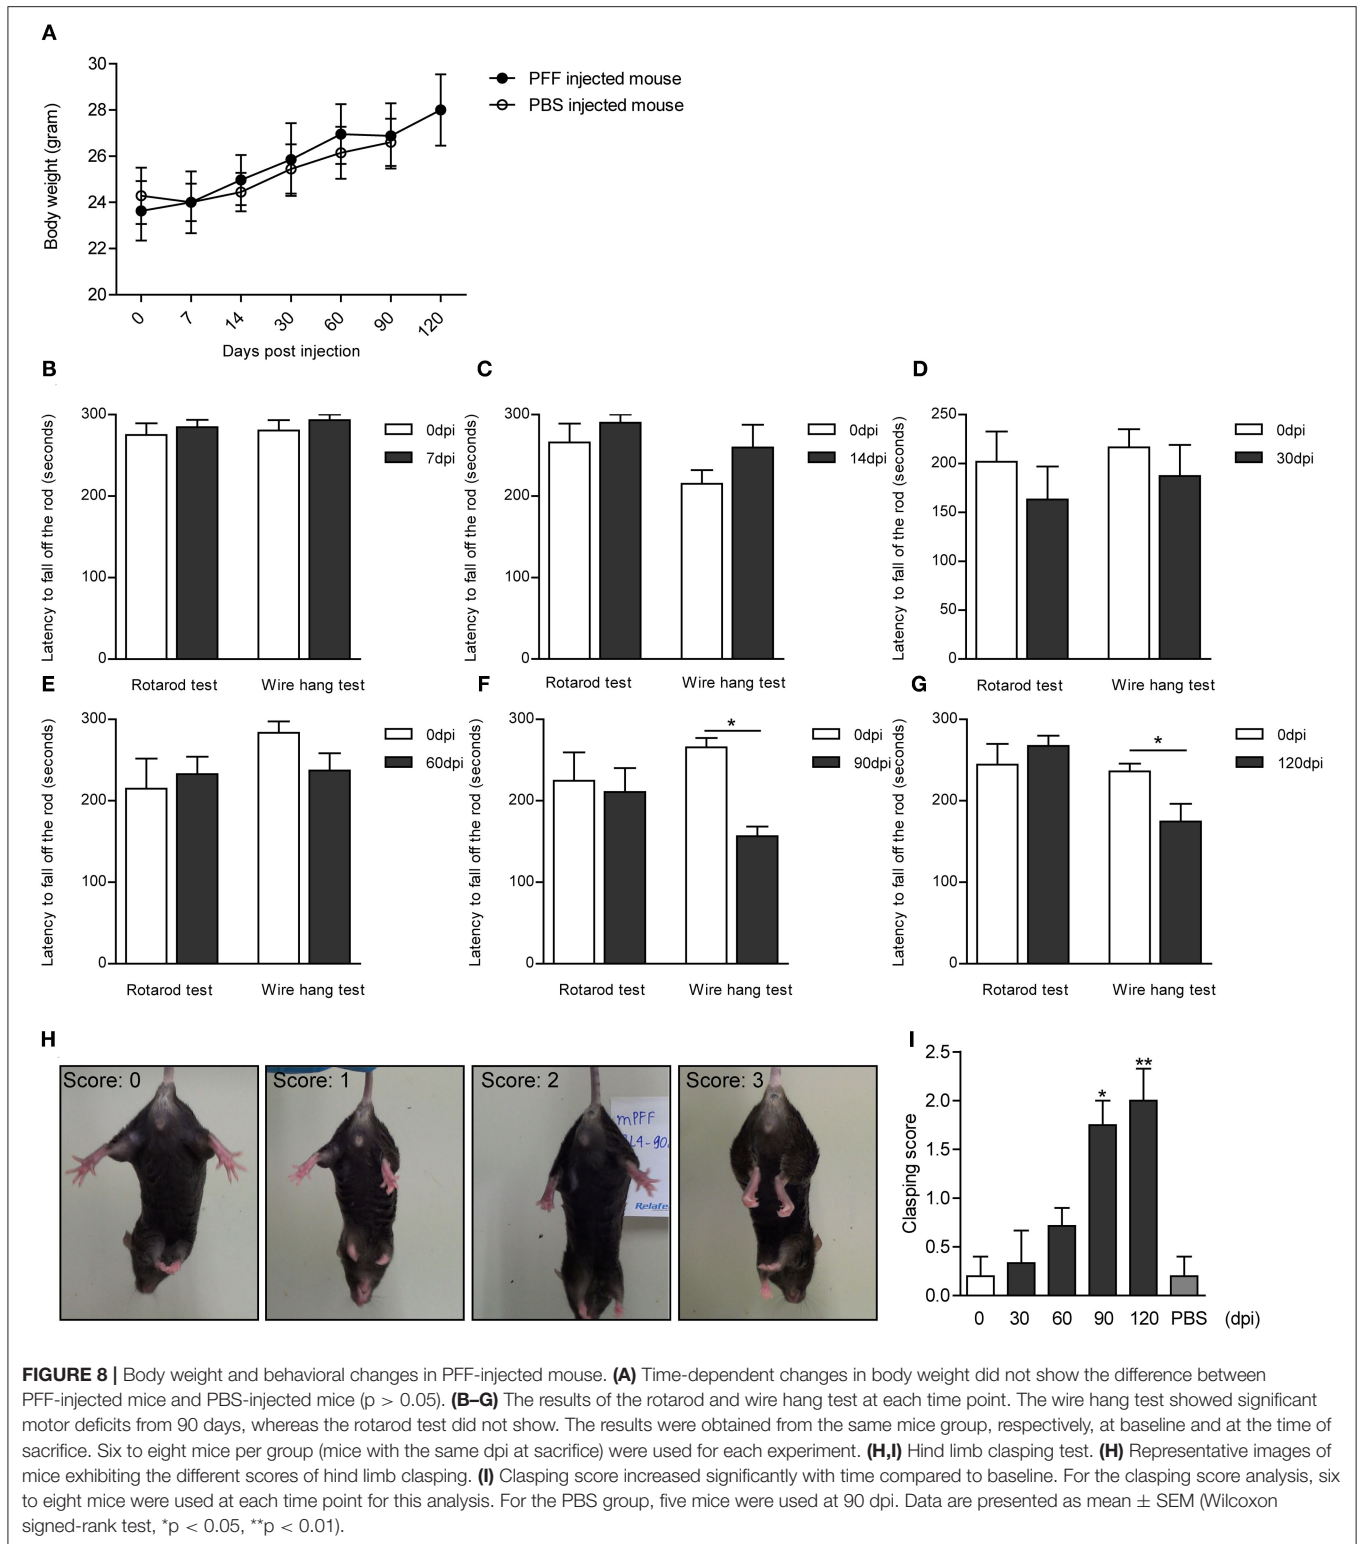 A
30
28
26
24
22
20
Body weight (gram)
PFF injected mouse
PBS injected mouse
0 7 14 30 60 90 120
Days post injection
B
300
200
100
0
Latency to fall off the rod (seconds)
0dpi
7dpi
Rotarod test Wire hang test
C
300
200
100
0
Latency to fall off the rod (seconds)
0dpi
14dpi
Rotarod test Wire hang test
D
250
200
150
100
50
0
Latency to fall off the rod (seconds)
0dpi
30dpi
Rotarod test Wire hang test
E
300
200
100
0
Latency to fall off the rod (seconds)
0dpi
60dpi
Rotarod test Wire hang test
F
300
200
100
0
Latency to fall off the rod (seconds)
*
0dpi
90dpi
Rotarod test Wire hang test
G
300
200
100
0
Latency to fall off the rod (seconds)
*
0dpi
120dpi
Rotarod test Wire hang test
H
Score: 0
Score: 1
Score: 2
mPFF
Relafe
Score: 3
I
2.5
2.0
1.5
1.0
0.5
0.0
Clasping score
*
**
0 30 60 90 120 PBS (dpi)
FIGURE 8 | Body weight and behavioral changes in PFF-injected mouse. (A) Time-dependent changes in body weight did not show the difference between
PFF-injected mice and PBS-injected mice (p > 0.05). (B–G) The results of the rotarod and wire hang test at each time point. The wire hang test showed significant
motor deficits from 90 days, whereas the rotarod test did not show. The results were obtained from the same mice group, respectively, at baseline and at the time of
sacrifice. Six to eight mice per group (mice with the same dpi at sacrifice) were used for each experiment. (H,I) Hind limb clasping test. (H) Representative images of
mice exhibiting the different scores of hind limb clasping. (I) Clasping score increased significantly with time compared to baseline. For the clasping score analysis, six
to eight mice were used at each time point for this analysis. For the PBS group, five mice were used at 90 dpi. Data are presented as mean ± SEM (Wilcoxon
signed-rank test, *p < 0.05, **p < 0.01).